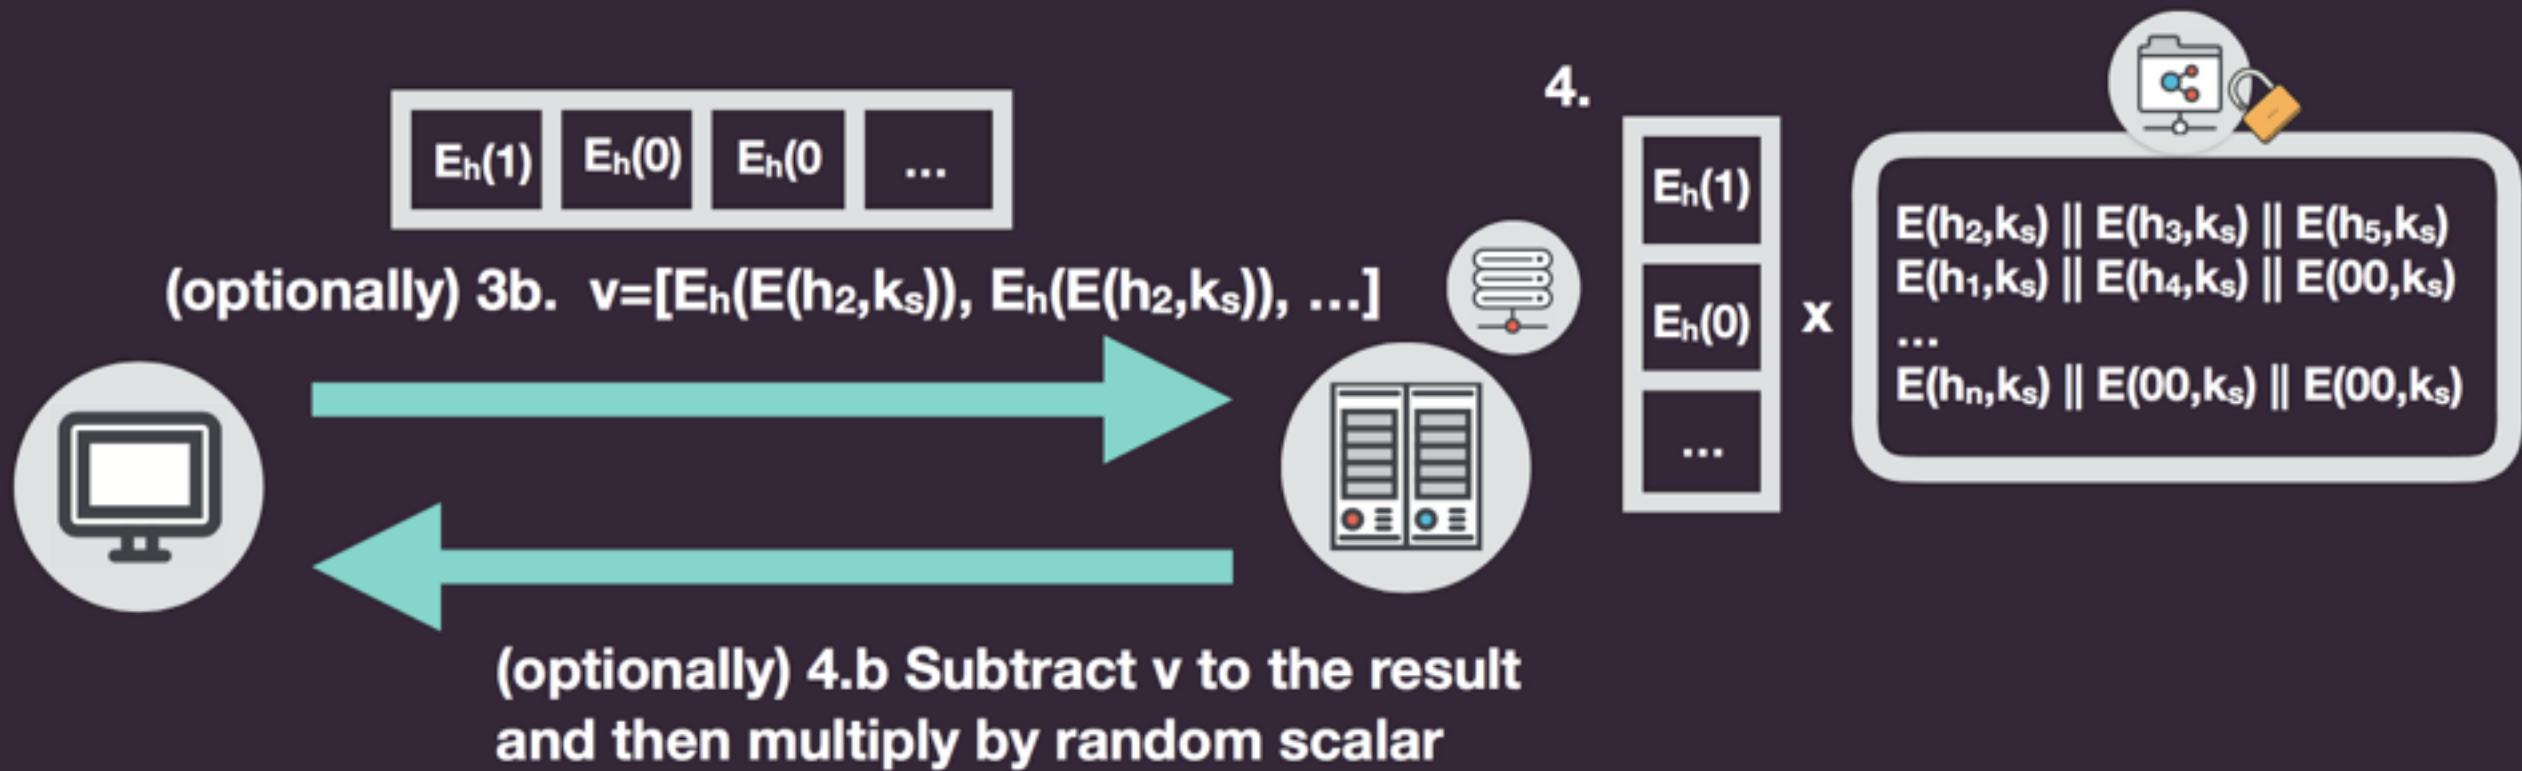 Eₕ(1) Eₕ(0) Eₕ(0 ...
(optionally) 3b. v=[Eₕ(E(h₂,kₛ)), Eₕ(E(h₂,kₛ)), ...]
(optionally) 4.b Subtract v to the result
and then multiply by random scalar
4.
Eₕ(1)
Eₕ(0)
...
x
E(h₂,kₛ) || E(h₃,kₛ) || E(h₅,kₛ)
E(h₁,kₛ) || E(h₄,kₛ) || E(00,kₛ)
...
E(hₙ,kₛ) || E(00,kₛ) || E(00,kₛ)